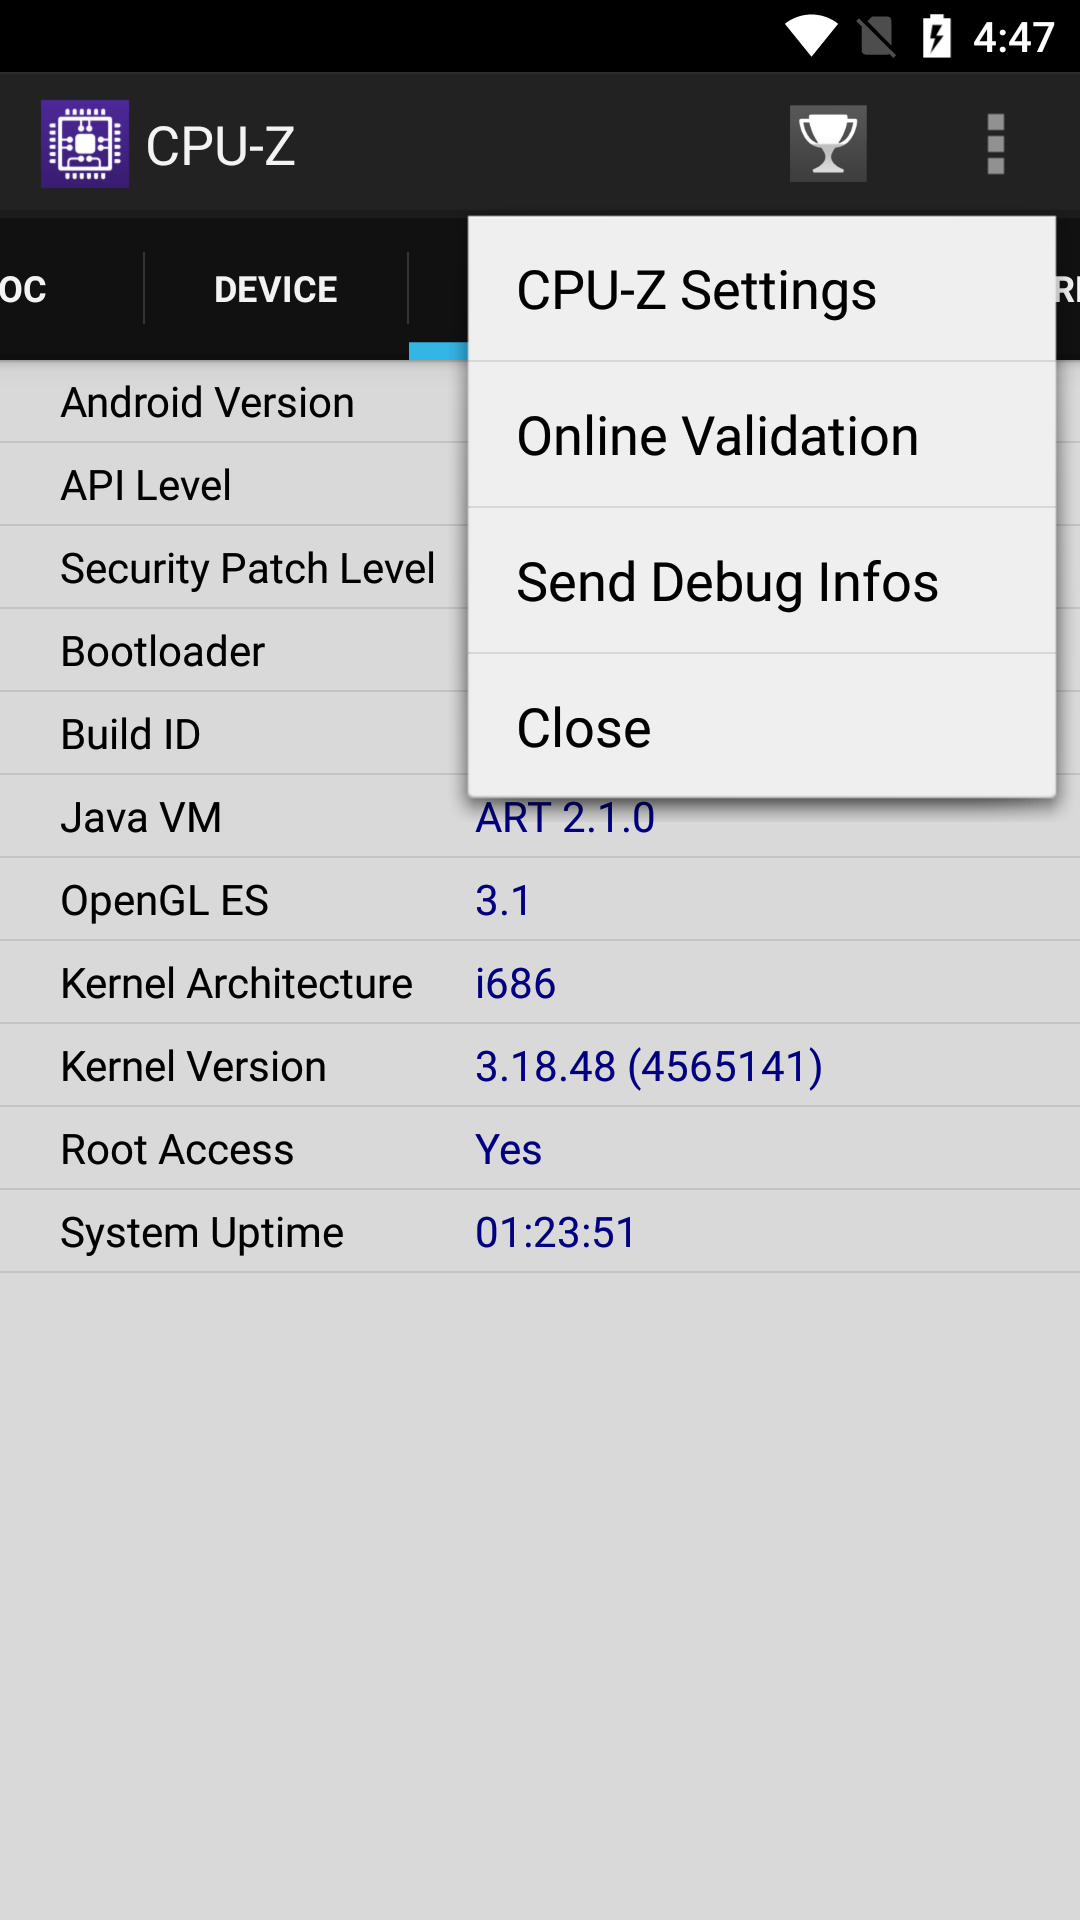 4:47
CPU-Z
OC
DEVICE
CPU-Z Settings
Online Validation
Send Debug Infos
Close
Android Version
API Level
Security Patch Level
Bootloader
Build ID
Java VM ART 2.1.0
OpenGL ES 3.1
Kernel Architecture i686
Kernel Version 3.18.48 (4565141)
Root Access Yes
System Uptime 01:23:51